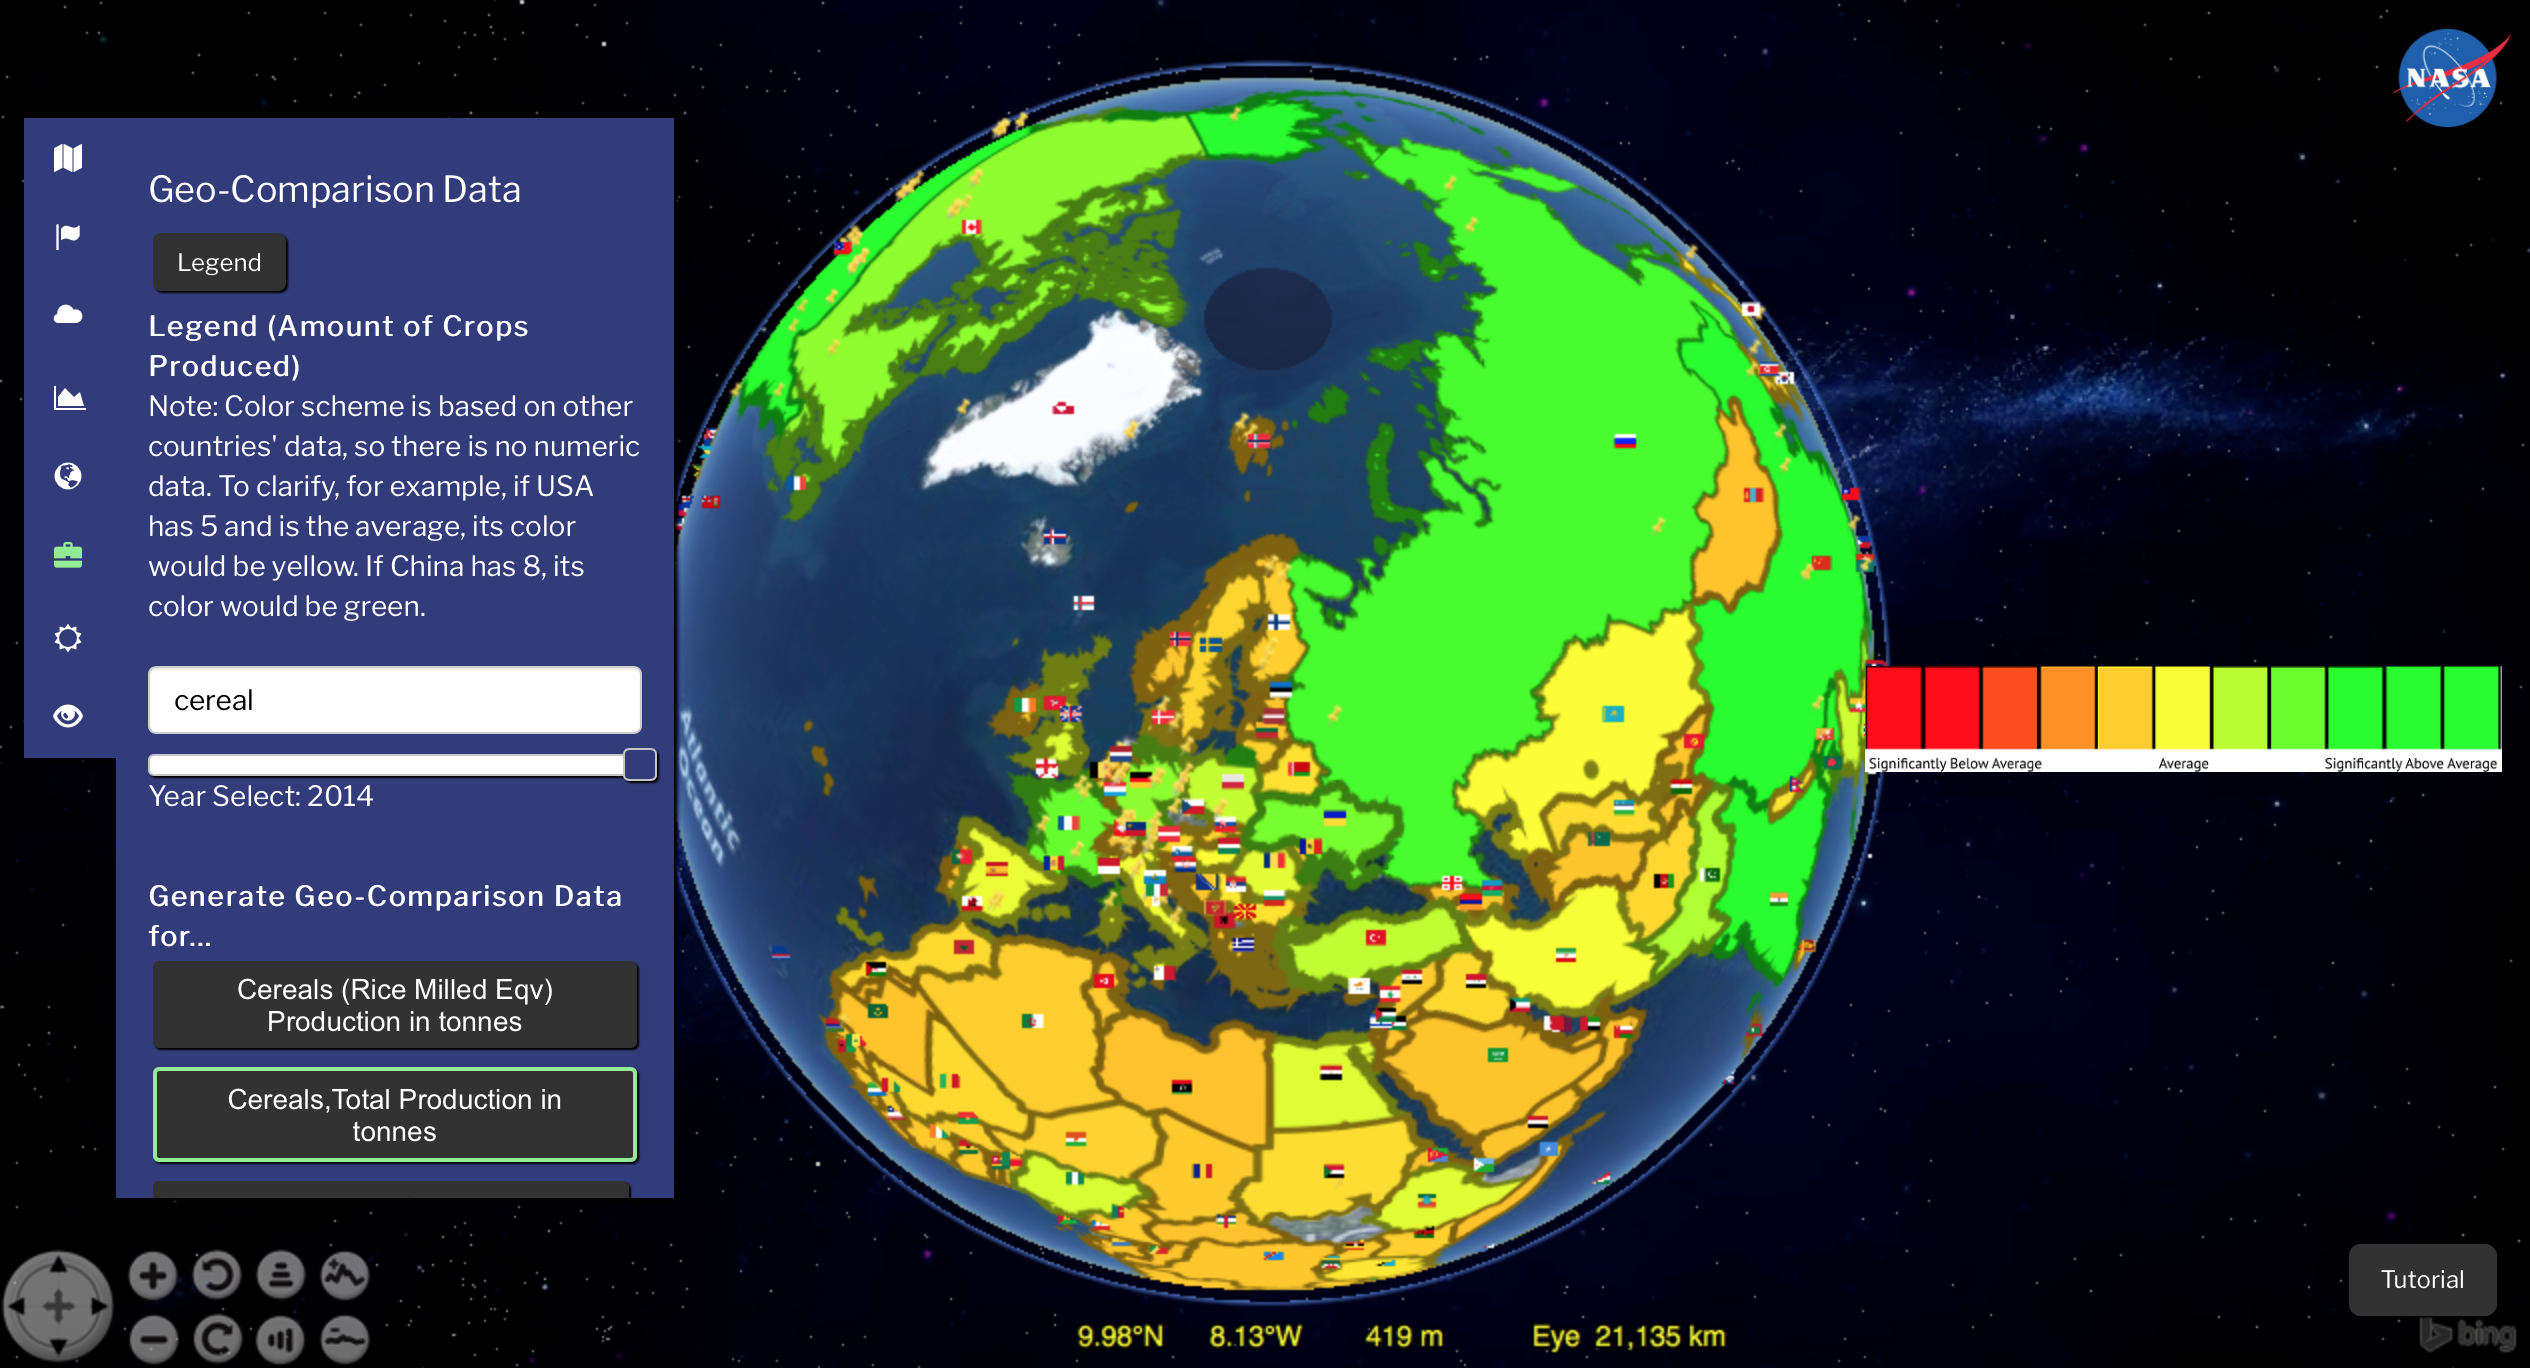 NASA
Geo-Comparison Data
Legend
Legend (Amount of Crops
Produced)
Note: Color scheme is based on other
countries' data, so there is no numeric
data. To clarify, for example, if USA
has 5 and is the average, its color
would be yellow. If China has 8, its
color would be green.
cereal
Year Select: 2014
Generate Geo-Comparison Data
for...
Cereals (Rice Milled Eqv)
Production in tonnes
Cereals,Total Production in
tonnes
Atlantic
Ocean
Significantly Below Average
Average
Significantly Above Average
Tutorial
9.98°N 8.13°W 419 m Eye 21,135 km
bing